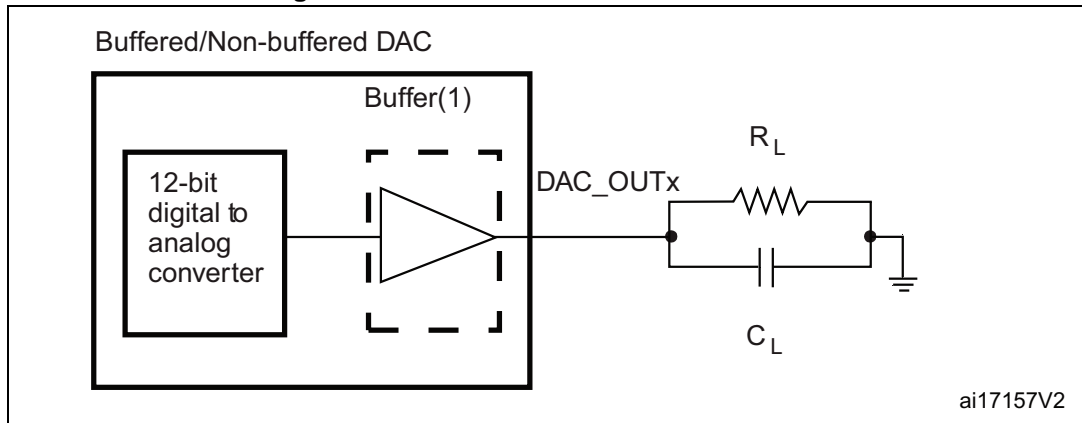 Buffered/Non-buffered DAC
Buffer(1)
12-bit
digital to
analog
converter
DAC_OUTx
R L
C L
ai17157V2